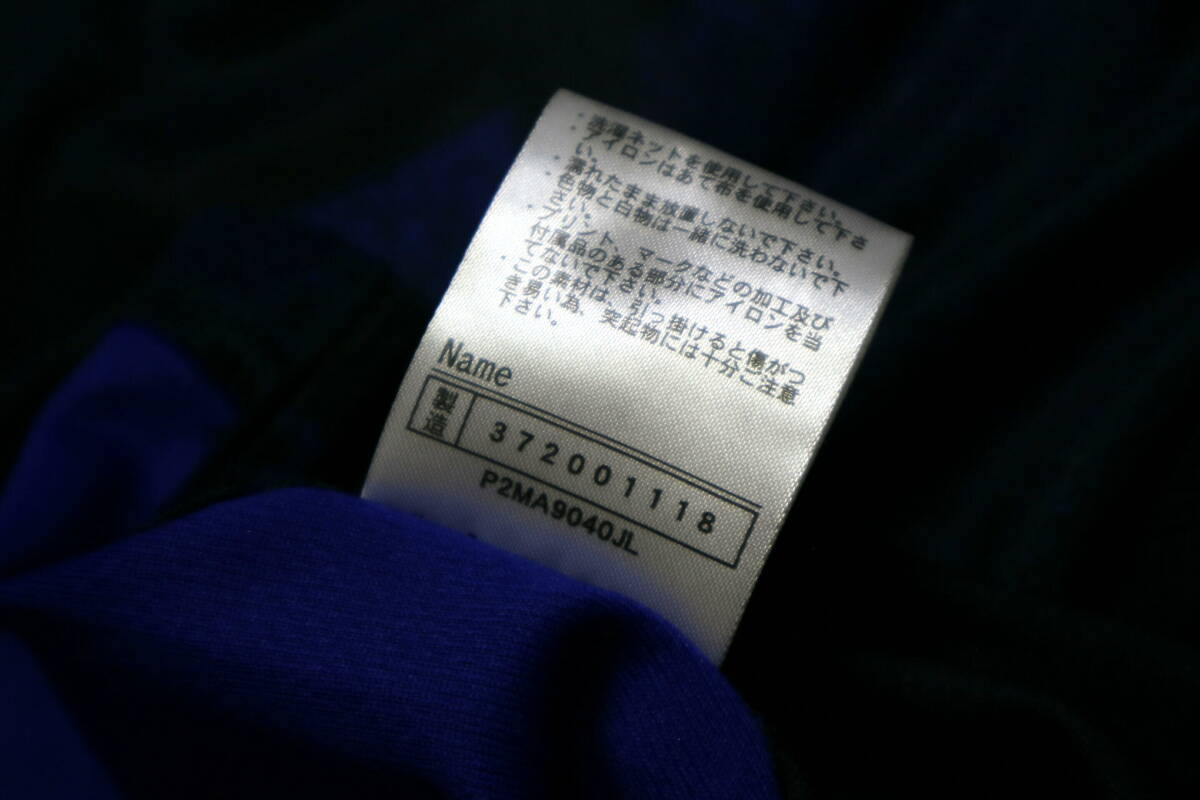 ・洗濯ネットを使用して下さい。
・アイロンはあて布を使用して下さ
い。
・濡れたまま放置しないで下さい。
・色物と白物は一緒に洗わないで下
さい。
・プリント、マークなどの加工及び
付属品のある部分にアイロンを当
てないで下さい。
・この素材は、引っ掛けると傷がつ
き易い為、突起物には十分ご注意
下さい。
Name
製造 372001118
P2MA9040JL